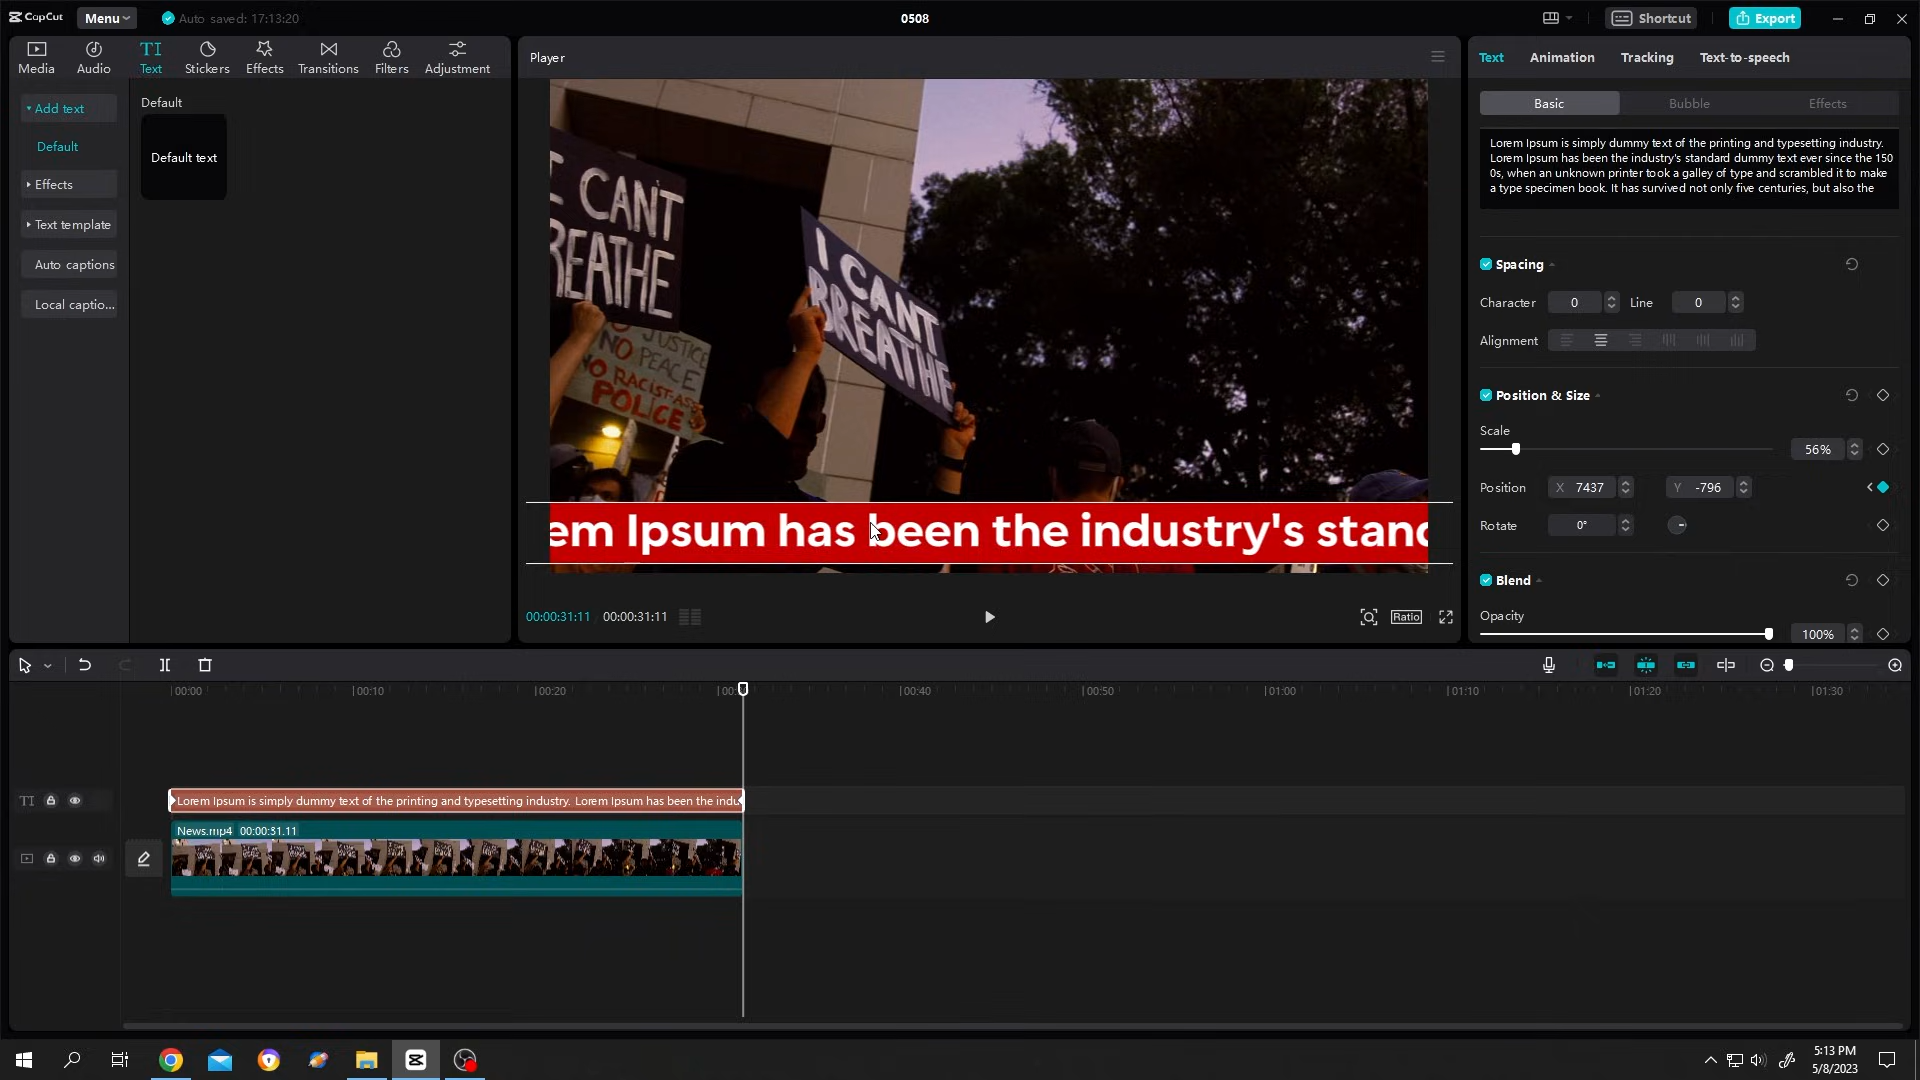 CapCut
Menu
Auto saved: 17:13:20
0508
Shortcut
Export
Media
Audio
TI
Text
Stickers
Effects
Transitions
Filters
Adjustment
Add text
Default
Effects
Text template
Auto captions
Local captio...
Default
Default text
Player
I CAN'T
BREATHE
I CAN'T
BREATHE
JUSTICE
NO PEACE
NO RACIST-ASS
POLICE
em Ipsum has been the industry's stand
00:00:31:11
00:00:31:11
Ratio
Text
Animation
Tracking
Text-to-speech
Basic
Bubble
Effects
Lorem Ipsum is simply dummy text of the printing and typesetting industry.
Lorem Ipsum has been the industry's standard dummy text ever since the 150
0s, when an unknown printer took a galley of type and scrambled it to make
a type specimen book. It has survived not only five centuries, but also the
Spacing
Character 0 Line 0
Alignment
Position & Size
Scale
56%
Position X 7437 Y -796
Rotate 0°
Blend
Opacity
100%
00:00
00:10
00:20
00:40
00:50
01:00
01:10
01:20
01:30
TI
Lorem Ipsum is simply dummy text of the printing and typesetting industry. Lorem Ipsum has been the indu
News.mp4 00:00:31.11
5:13 PM
5/8/2023